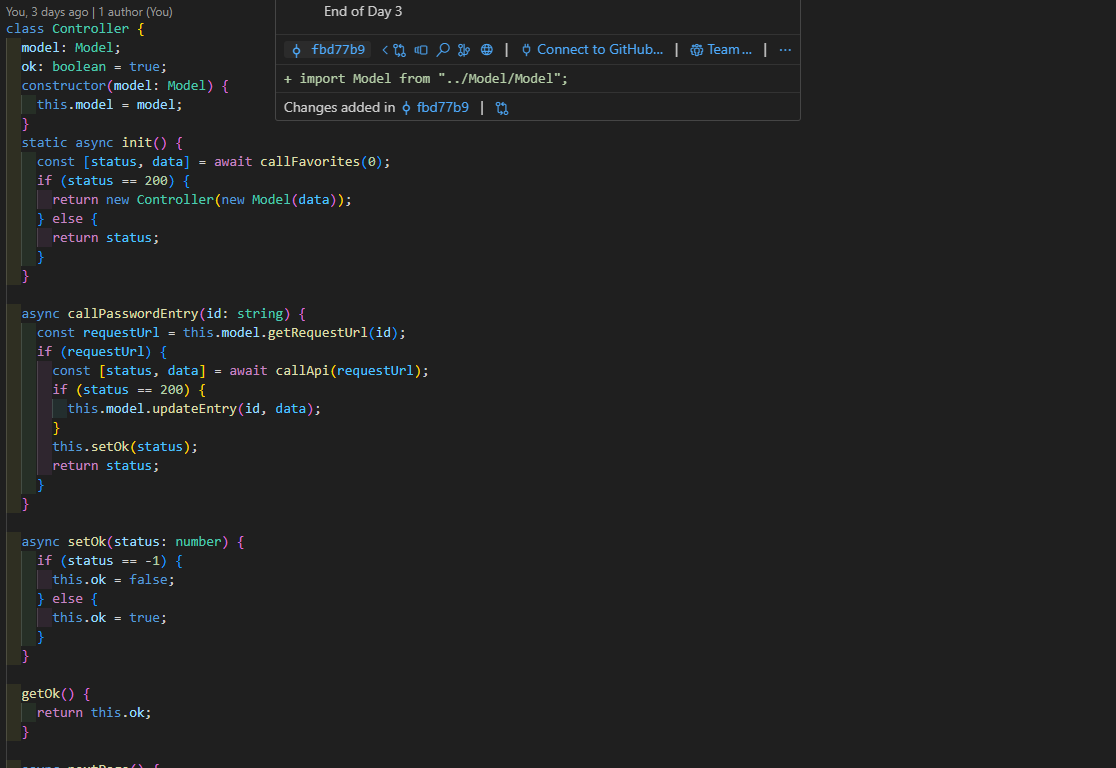 You, 3 days ago | 1 author (You)
class Controller {
  model: Model;
  ok: boolean = true;
  constructor(model: Model) {
    this.model = model;
  }
  static async init() {
    const [status, data] = await callFavorites(0);
    if (status == 200) {
      return new Controller(new Model(data));
    } else {
      return status;
    }
  }

  async callPasswordEntry(id: string) {
    const requestUrl = this.model.getRequestUrl(id);
    if (requestUrl) {
      const [status, data] = await callApi(requestUrl);
      if (status == 200) {
        this.model.updateEntry(id, data);
      }
      this.setOk(status);
      return status;
    }
  }

  async setOk(status: number) {
    if (status == -1) {
      this.ok = false;
    } else {
      this.ok = true;
    }
  }

  getOk() {
    return this.ok;
  }

  async nextPage() {
End of Day 3
fbd77b9 | Connect to GitHub... | Team... | ...
+ import Model from "../Model/Model";
Changes added in fbd77b9 |